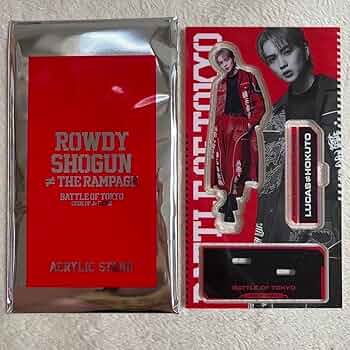 ROWDY
SHOGUN
≠ THE RAMPAGE
BATTLE OF TOKYO
ACRYLIC STAND
BATTLE OF TOKYO
LUCAS≠HOKUTO
BATTLE OF TOKYO